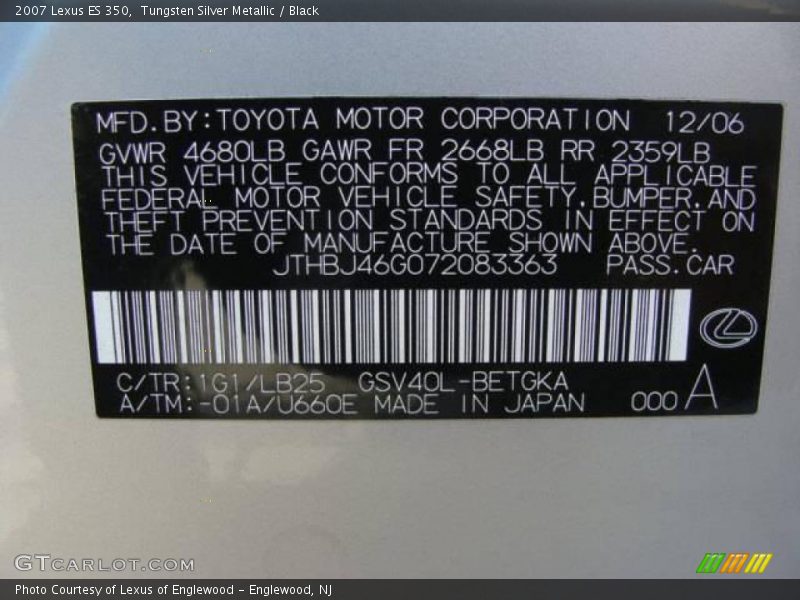 2007 Lexus ES 350,  Tungsten Silver Metallic / Black
MFD.BY:TOYOTA MOTOR CORPORATION 12/06
GVWR 4680LB GAWR FR 2668LB RR 2359LB
THIS VEHICLE CONFORMS TO ALL APPLICABLE
FEDERAL MOTOR VEHICLE SAFETY,BUMPER,AND
THEFT PREVENTION STANDARDS IN EFFECT ON
THE DATE OF MANUFACTURE SHOWN ABOVE.
JTHBJ46G072083363 PASS.CAR
C/TR:1G1/LB25 GSV40L-BETGKA
A/TM:-01A/U660E MADE IN JAPAN 000 A
GTCARLOT.COM
Photo Courtesy of Lexus of Englewood - Englewood, NJ